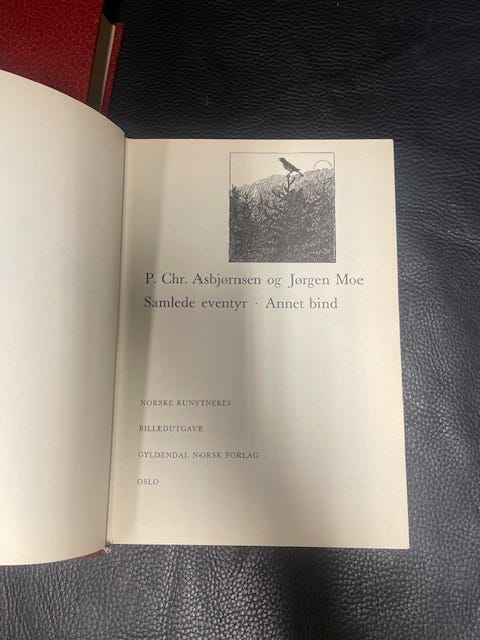 P. Chr. Asbjørnsen og Jørgen Moe
Samlede eventyr · Annet bind
NORSKE KUNSTNERES
BILLEDUTGAVE
GYLDENDAL NORSK FORLAG
OSLO